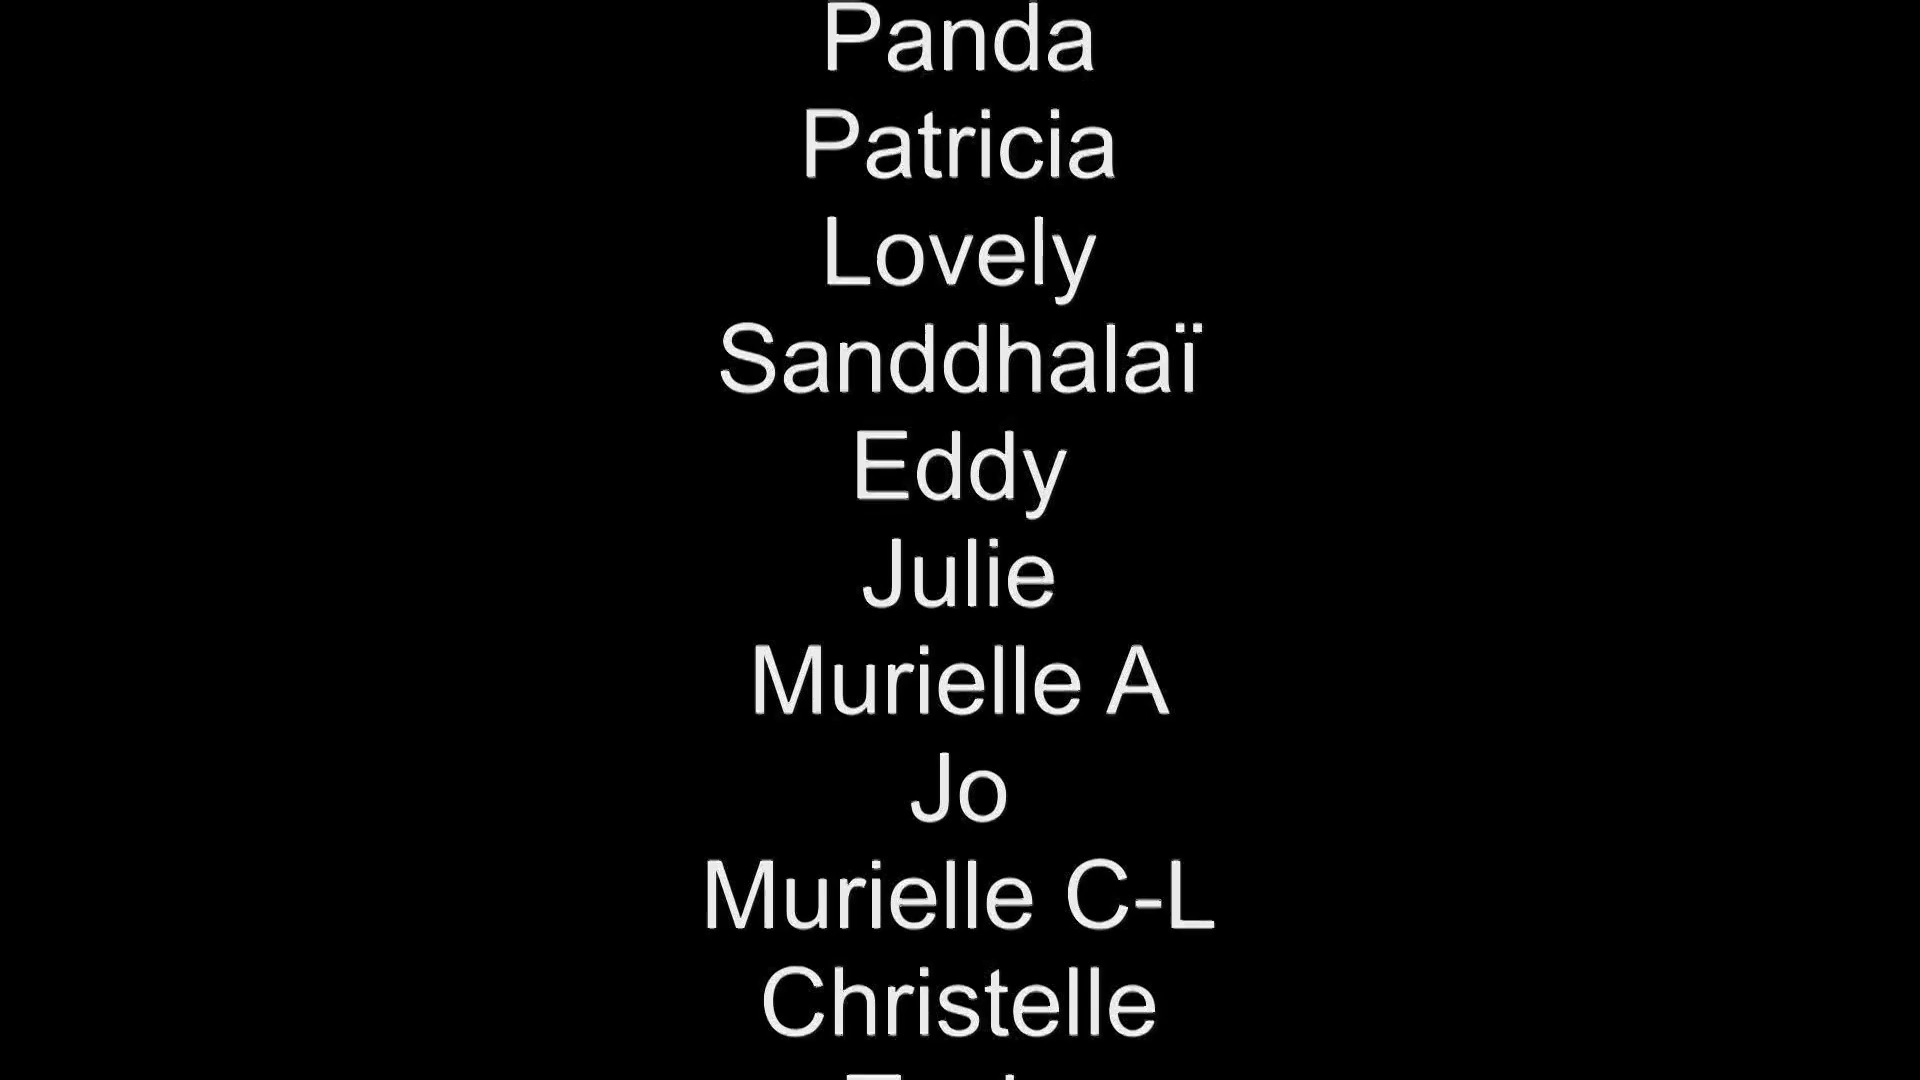 Panda
Patricia
Lovely
Sanddhalaï
Eddy
Julie
Murielle A
Jo
Murielle C-L
Christelle